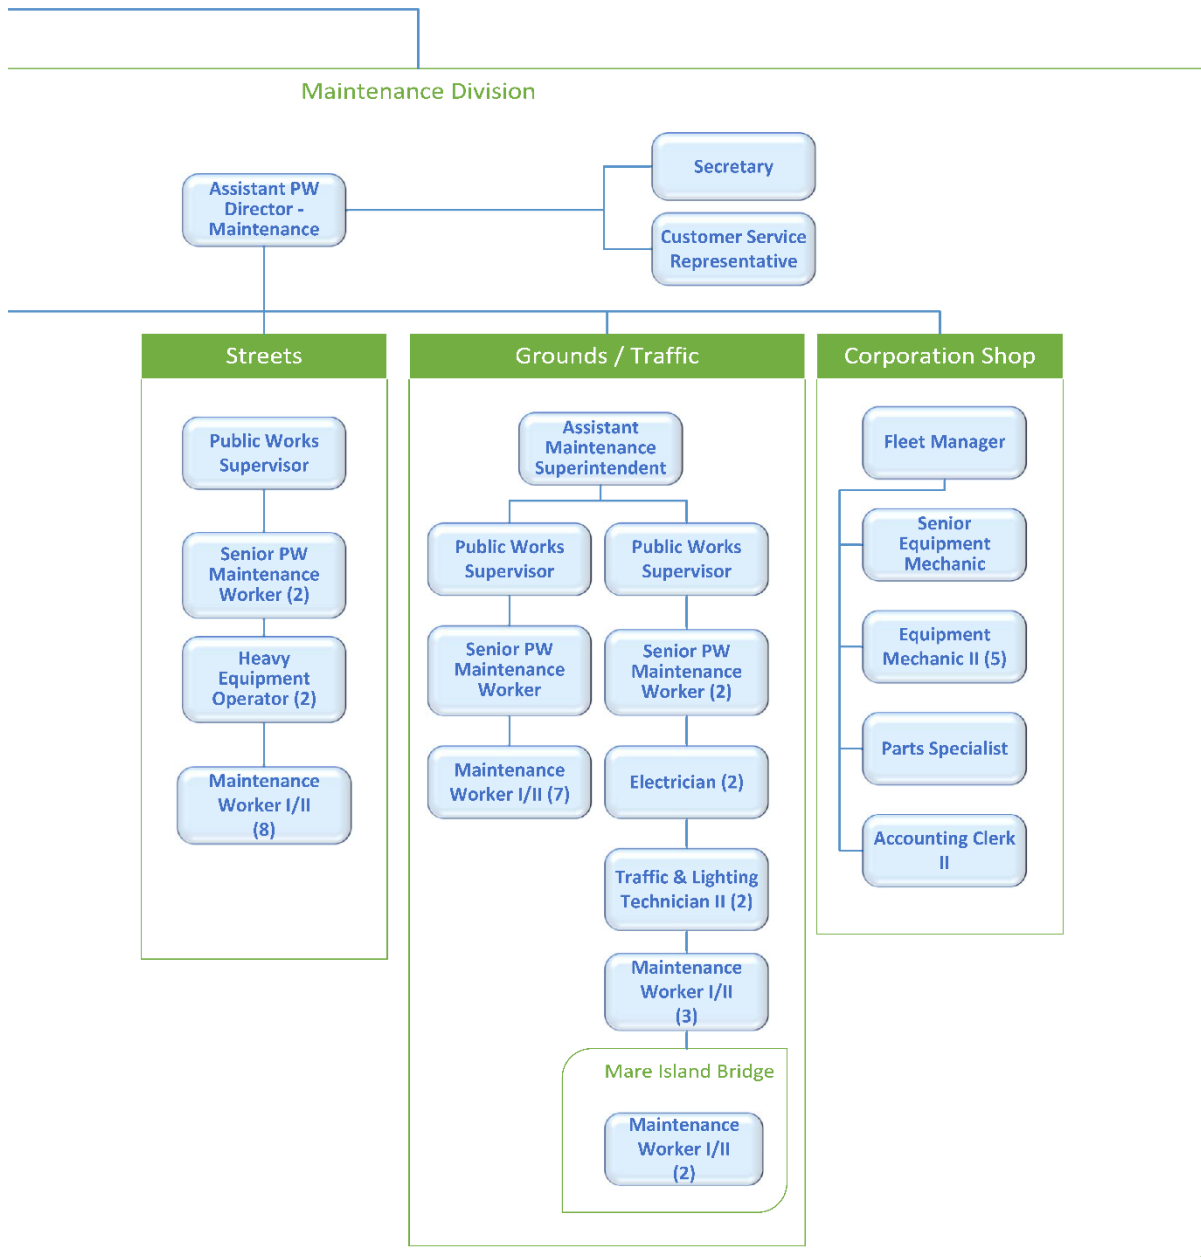 Maintenance Division
Assistant PW
Director -
Maintenance
Secretary
Customer Service
Representative
Streets
Public Works
Supervisor
Senior PW
Maintenance
Worker (2)
Heavy
Equipment
Operator (2)
Maintenance
Worker I/II
(8)
Grounds / Traffic
Assistant
Maintenance
Superintendent
Public Works
Supervisor
Senior PW
Maintenance
Worker
Maintenance
Worker I/II (7)
Public Works
Supervisor
Senior PW
Maintenance
Worker (2)
Electrician (2)
Traffic & Lighting
Technician II (2)
Maintenance
Worker I/II
(3)
Mare Island Bridge
Maintenance
Worker I/II
(2)
Corporation Shop
Fleet Manager
Senior
Equipment
Mechanic
Equipment
Mechanic II (5)
Parts Specialist
Accounting Clerk
II